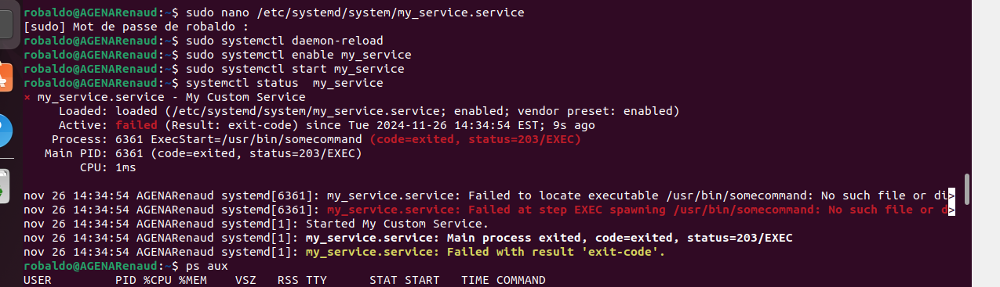 robaldo@AGENARenaud:~$ sudo nano /etc/systemd/system/my_service.service
[sudo] Mot de passe de robaldo :
robaldo@AGENARenaud:~$ sudo systemctl daemon-reload
robaldo@AGENARenaud:~$ sudo systemctl enable my_service
robaldo@AGENARenaud:~$ sudo systemctl start my_service
robaldo@AGENARenaud:~$ systemctl status  my_service
× my_service.service - My Custom Service
     Loaded: loaded (/etc/systemd/system/my_service.service; enabled; vendor preset: enabled)
     Active: failed (Result: exit-code) since Tue 2024-11-26 14:34:54 EST; 9s ago
    Process: 6361 ExecStart=/usr/bin/somecommand (code=exited, status=203/EXEC)
   Main PID: 6361 (code=exited, status=203/EXEC)
        CPU: 1ms

nov 26 14:34:54 AGENARenaud systemd[6361]: my_service.service: Failed to locate executable /usr/bin/somecommand: No such file or di>
nov 26 14:34:54 AGENARenaud systemd[6361]: my_service.service: Failed at step EXEC spawning /usr/bin/somecommand: No such file or d>
nov 26 14:34:54 AGENARenaud systemd[1]: Started My Custom Service.
nov 26 14:34:54 AGENARenaud systemd[1]: my_service.service: Main process exited, code=exited, status=203/EXEC
nov 26 14:34:54 AGENARenaud systemd[1]: my_service.service: Failed with result 'exit-code'.
robaldo@AGENARenaud:~$ ps aux
USER         PID %CPU %MEM    VSZ   RSS TTY      STAT START   TIME COMMAND